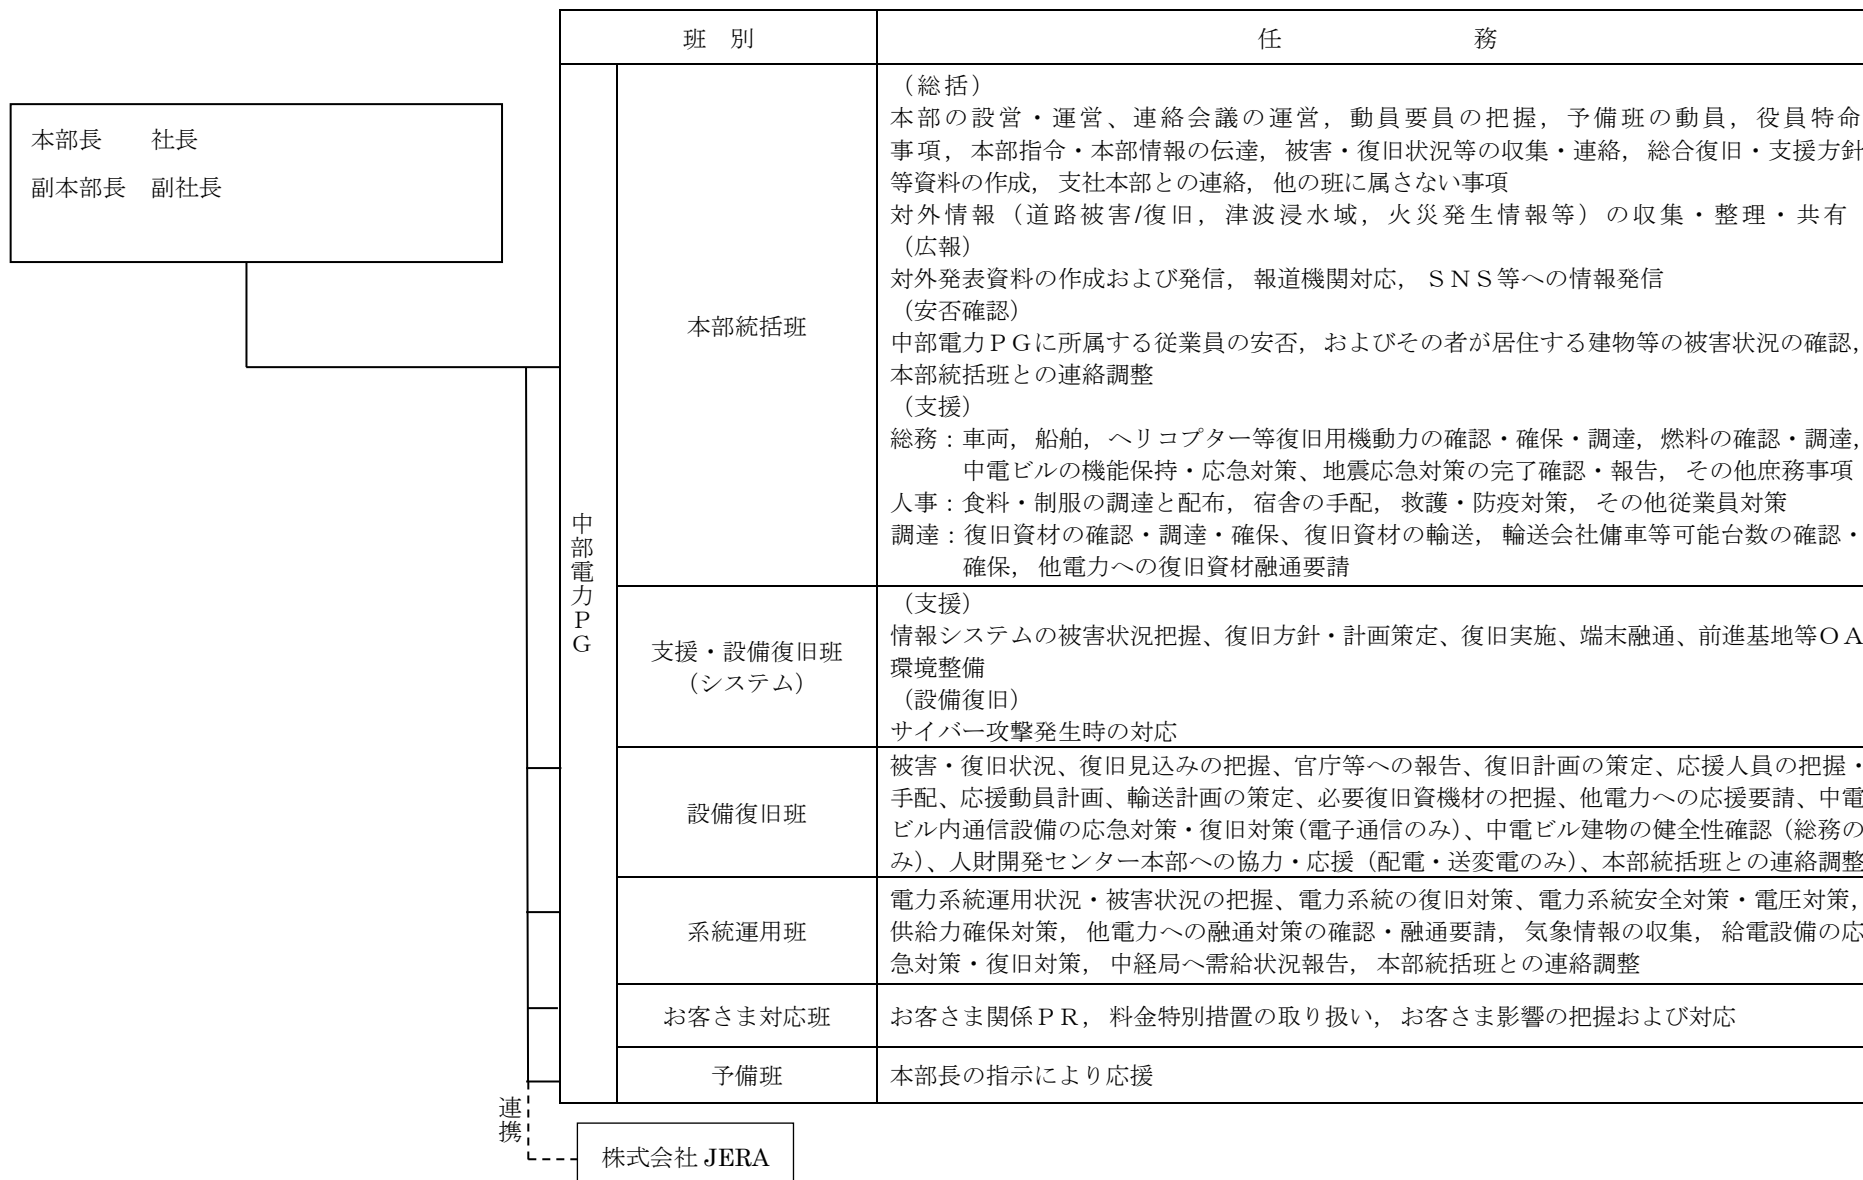 班 別
任 務
本部長 社長
副本部長 副社長
中部電力PG
本部統括班
（総括）
本部の設営・運営、連絡会議の運営，動員要員の把握，予備班の動員，役員特命
事項，本部指令・本部情報の伝達，被害・復旧状況等の収集・連絡，総合復旧・支援方針
等資料の作成，支社本部との連絡，他の班に属さない事項
対外情報（道路被害/復旧，津波浸水域，火災発生情報等）の収集・整理・共有
（広報）
対外発表資料の作成および発信，報道機関対応，ＳＮＳ等への情報発信
（安否確認）
中部電力ＰＧに所属する従業員の安否，およびその者が居住する建物等の被害状況の確認，
本部統括班との連絡調整
（支援）
総務：車両，船舶，ヘリコプター等復旧用機動力の確認・確保・調達，燃料の確認・調達，
中電ビルの機能保持・応急対策、地震応急対策の完了確認・報告，その他庶務事項
人事：食料・制服の調達と配布，宿舎の手配，救護・防疫対策，その他従業員対策
調達：復旧資材の確認・調達・確保、復旧資材の輸送，輸送会社傭車等可能台数の確認・
確保，他電力への復旧資材融通要請
支援・設備復旧班
（システム）
（支援）
情報システムの被害状況把握、復旧方針・計画策定、復旧実施、端末融通、前進基地等ＯＡ
環境整備
（設備復旧）
サイバー攻撃発生時の対応
設備復旧班
被害・復旧状況、復旧見込みの把握、官庁等への報告、復旧計画の策定、応援人員の把握・
手配、応援動員計画、輸送計画の策定、必要復旧資機材の把握、他電力への応援要請、中電
ビル内通信設備の応急対策・復旧対策(電子通信のみ)、中電ビル建物の健全性確認（総務の
み）、人財開発センター本部への協力・応援（配電・送変電のみ）、本部統括班との連絡調整
系統運用班
電力系統運用状況・被害状況の把握、電力系統の復旧対策、電力系統安全対策・電圧対策，
供給力確保対策，他電力への融通対策の確認・融通要請，気象情報の収集，給電設備の応
急対策・復旧対策，中経局へ需給状況報告，本部統括班との連絡調整
お客さま対応班
お客さま関係ＰＲ，料金特別措置の取り扱い，お客さま影響の把握および対応
予備班
本部長の指示により応援
連携
株式会社 JERA